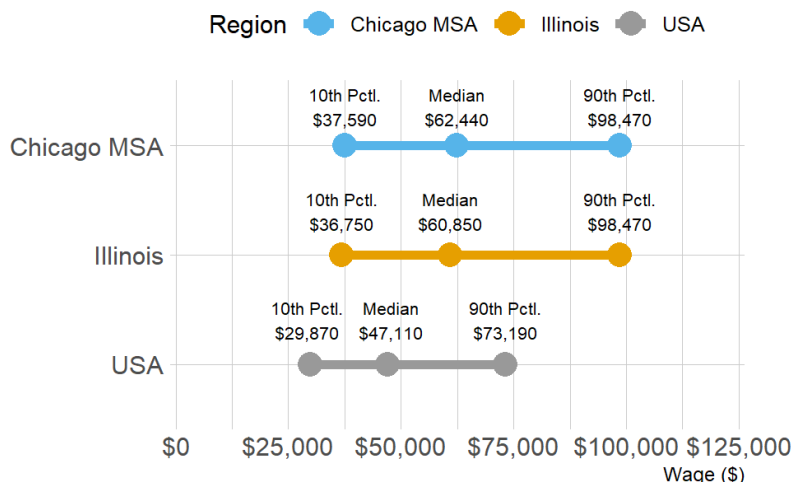 Region Chicago MSA Illinois USA
10th Pctl. Median 90th Pctl.
$37,590 $62,440 $98,470
Chicago MSA
10th Pctl. Median 90th Pctl.
$36,750 $60,850 $98,470
Illinois
10th Pctl. Median 90th Pctl.
$29,870 $47,110 $73,190
USA
$0 $25,000 $50,000 $75,000 $100,000 $125,000
Wage ($)